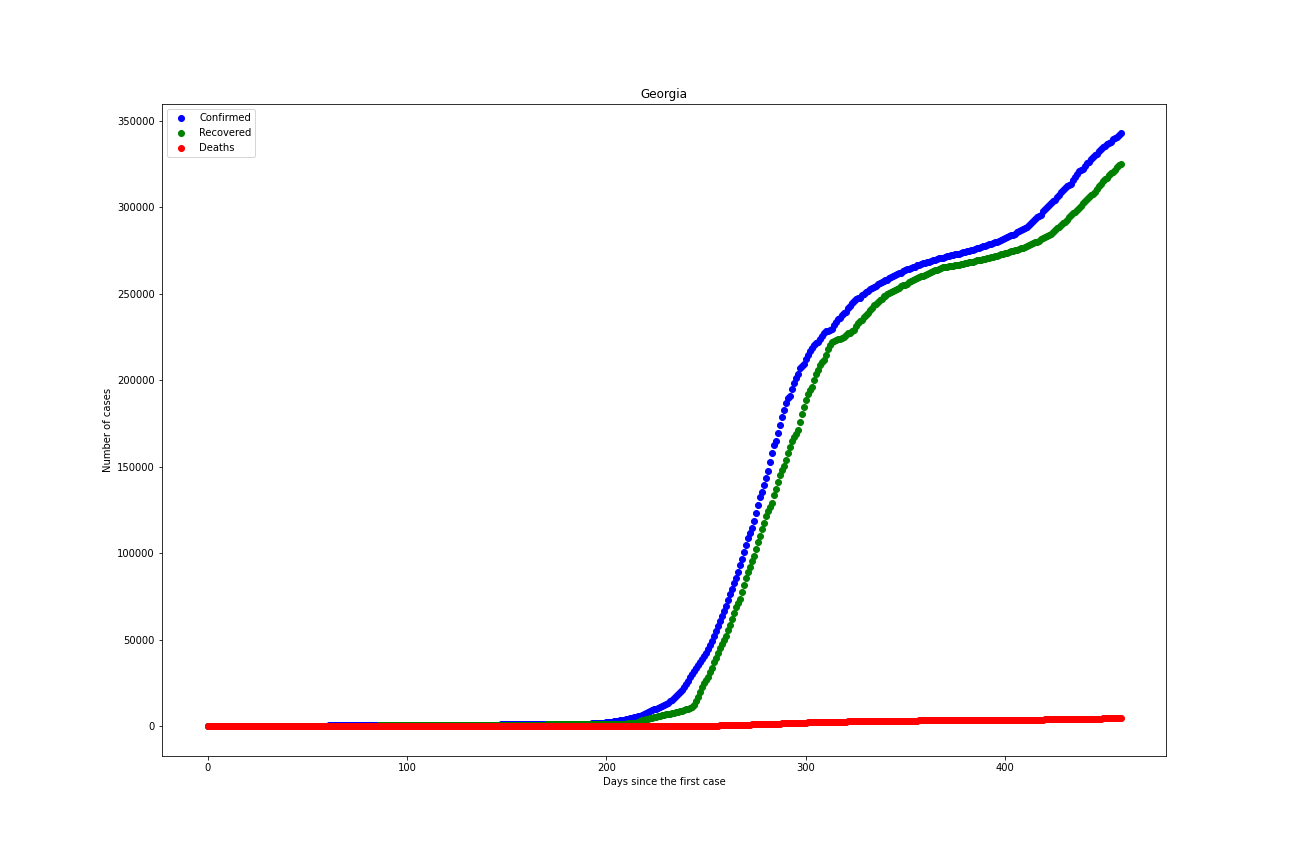 Georgia
Confirmed
Recovered
Deaths
350000
300000
250000
200000
150000
100000
50000
0
Number of cases
0 100 200 300 400
Days since the first case